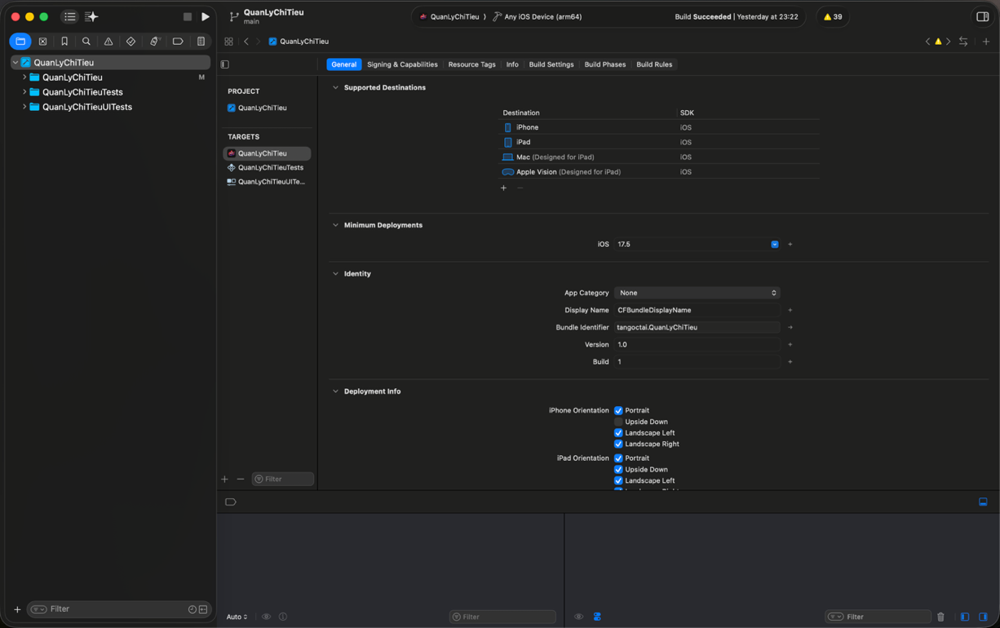 QuanLyChiTieu
main
QuanLyChiTieu
Any iOS Device (arm64)
Build Succeeded | Yesterday at 23:22
39
QuanLyChiTieu
QuanLyChiTieu
QuanLyChiTieu
M
QuanLyChiTieuTests
QuanLyChiTieuUITests
General
Signing & Capabilities
Resource Tags
Info
Build Settings
Build Phases
Build Rules
PROJECT
QuanLyChiTieu
TARGETS
QuanLyChiTieu
QuanLyChiTieuTests
QuanLyChiTieuUITe...
Supported Destinations
Destination
SDK
iPhone
iOS
iPad
iOS
Mac (Designed for iPad)
iOS
Apple Vision (Designed for iPad)
iOS
Minimum Deployments
iOS
17.5
Identity
App Category
None
Display Name
CFBundleDisplayName
Bundle Identifier
tangoctai.QuanLyChiTieu
Version
1.0
Build
1
Deployment Info
iPhone Orientation
Portrait
Upside Down
Landscape Left
Landscape Right
iPad Orientation
Portrait
Upside Down
Landscape Left
Filter
Filter
Auto
Filter
Filter